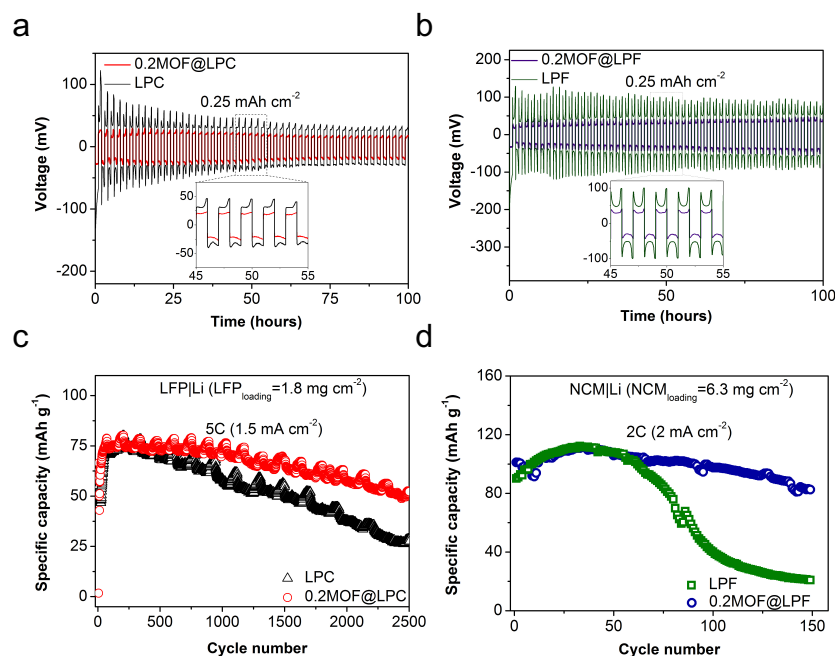 a
b
0.2MOF@LPC
LPC
0.25 mAh cm⁻²
Voltage (mV)
100
0
-100
-200
50
0
-50
45
50
55
0
25
50
75
100
Time (hours)
0.2MOF@LPF
LPF
0.25 mAh cm⁻²
Voltage (mV)
200
100
0
-100
-200
-300
100
0
-100
45
50
55
0
25
50
75
100
Time (hours)
c
d
LFP|Li (LFPloading=1.8 mg cm⁻²)
5C (1.5 mA cm⁻²)
Specific capacity (mAh g⁻¹)
100
75
50
25
0
LPC
0.2MOF@LPC
0
500
1000
1500
2000
2500
Cycle number
NCM|Li (NCMloading=6.3 mg cm⁻²)
2C (2 mA cm⁻²)
Specific capacity (mAh g⁻¹)
160
120
80
40
0
LPF
0.2MOF@LPF
0
50
75
100
150
Cycle number